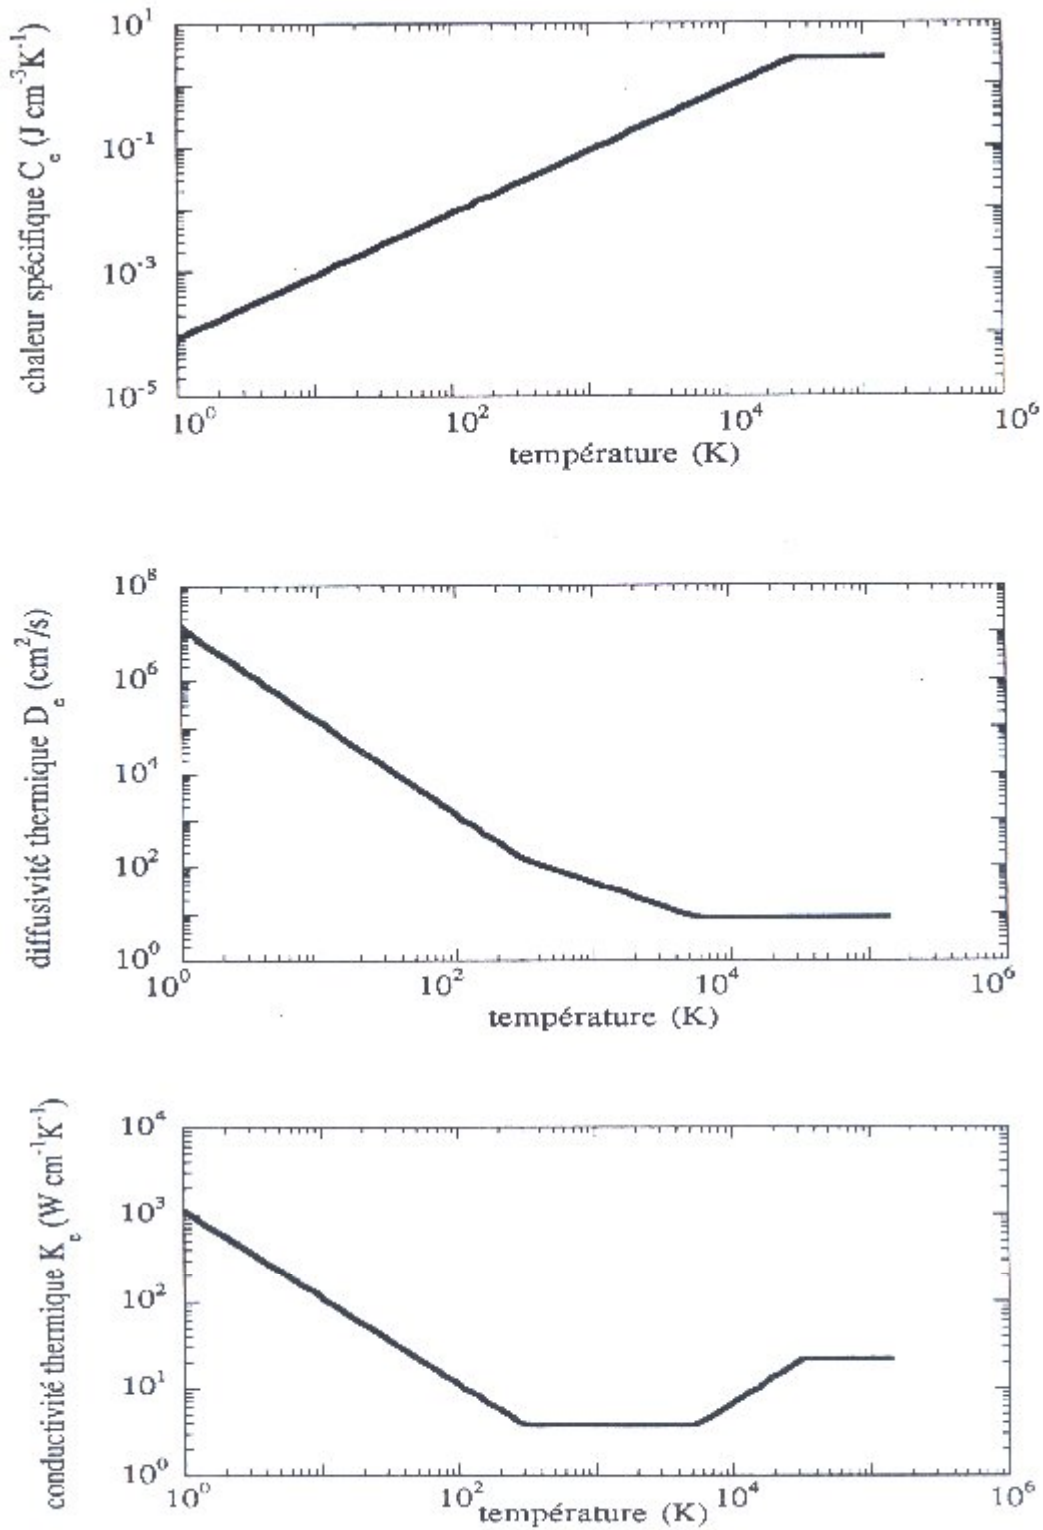 chaleur spécifique Cₑ (J cm⁻³K⁻¹)
10¹
10⁻¹
10⁻³
10⁻⁵
10⁰ 10² 10⁴ 10⁶
température (K)
diffusivité thermique Dₑ (cm²/s)
10⁸
10⁶
10⁴
10²
10⁰
10⁰ 10² 10⁴ 10⁶
température (K)
conductivité thermique Kₑ (W cm⁻¹K⁻¹)
10⁴
10³
10²
10¹
10⁰
10⁰ 10² 10⁴ 10⁶
température (K)